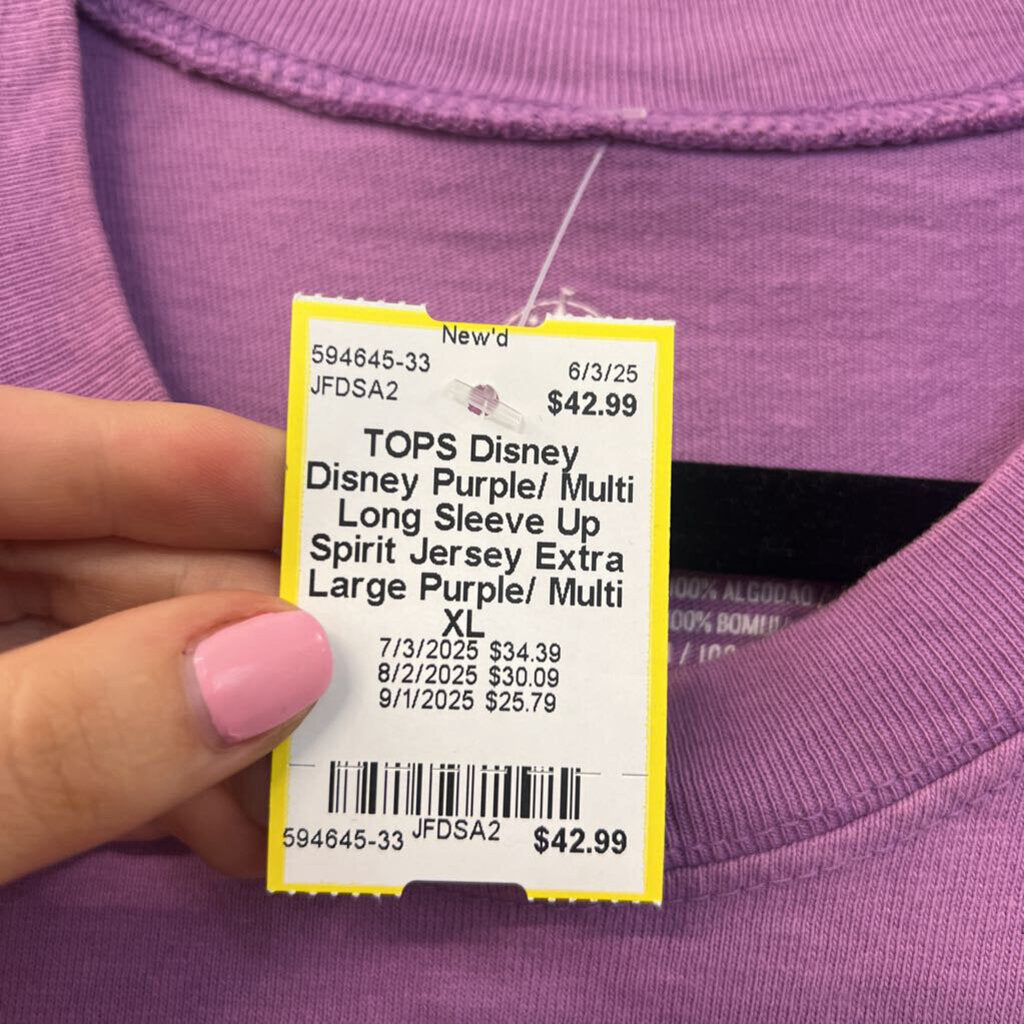 New'd
594645-33 6/3/25
JFDSA2 $42.99
TOPS Disney
Disney Purple/ Multi
Long Sleeve Up
Spirit Jersey Extra
Large Purple/ Multi
XL
7/3/2025 $34.39
8/2/2025 $30.09
9/1/2025 $25.79
594645-33 JFDSA2 $42.99
100% ALGODÃO /